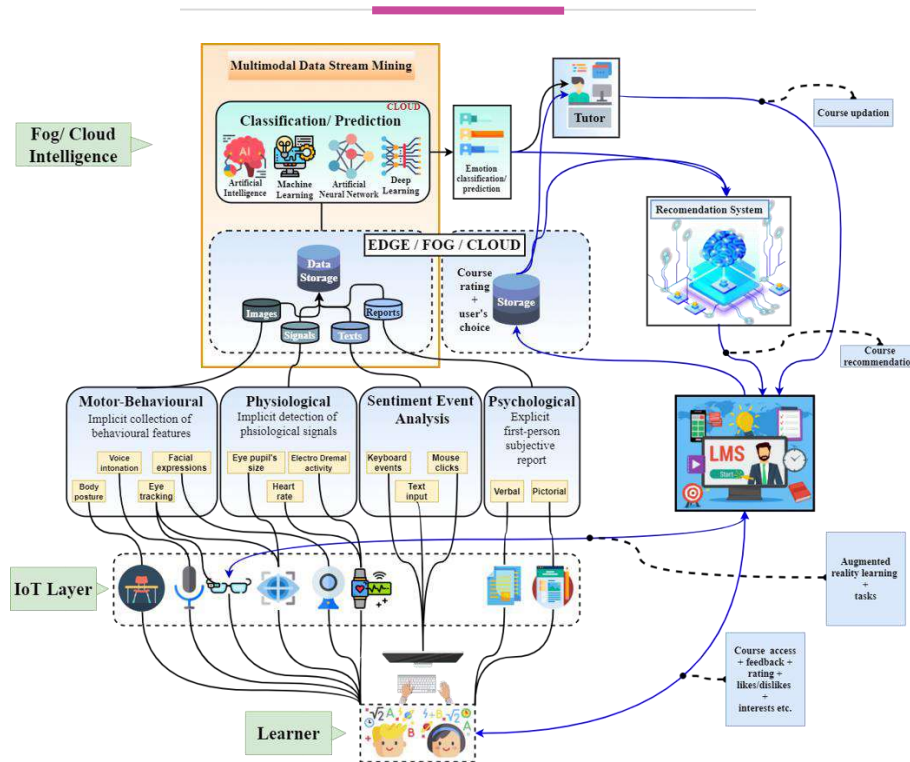 Multimodal Data Stream Mining
CLOUD
Classification/ Prediction
AI
Artificial
Intelligence
Machine
Learning
Artificial
Neural Network
Deep
Learning
Emotion
classification/
prediction
Tutor
Course updation
Fog/ Cloud
Intelligence
Recomendation System
EDGE / FOG / CLOUD
Data
Storage
Images
Signals
Texts
Reports
Course
rating
+
user's
choice
Storage
Course
recommendation
Motor-Behavioural
Implicit collection of
behavioural features
Voice
intonation
Facial
expressions
Body
posture
Eye
tracking
Physiological
Implicit detection of
phsiological signals
Eye pupil's
size
Electro Dremal
activity
Heart
rate
Sentiment Event
Analysis
Keyboard
events
Mouse
clicks
Text
input
Psychological
Explicit
first-person
subjective
report
Verbal
Pictorial
LMS
Start
IoT Layer
Augmented
reality learning
+
tasks
Course access
+ feedback +
rating +
likes/dislikes
+
interests etc.
Learner